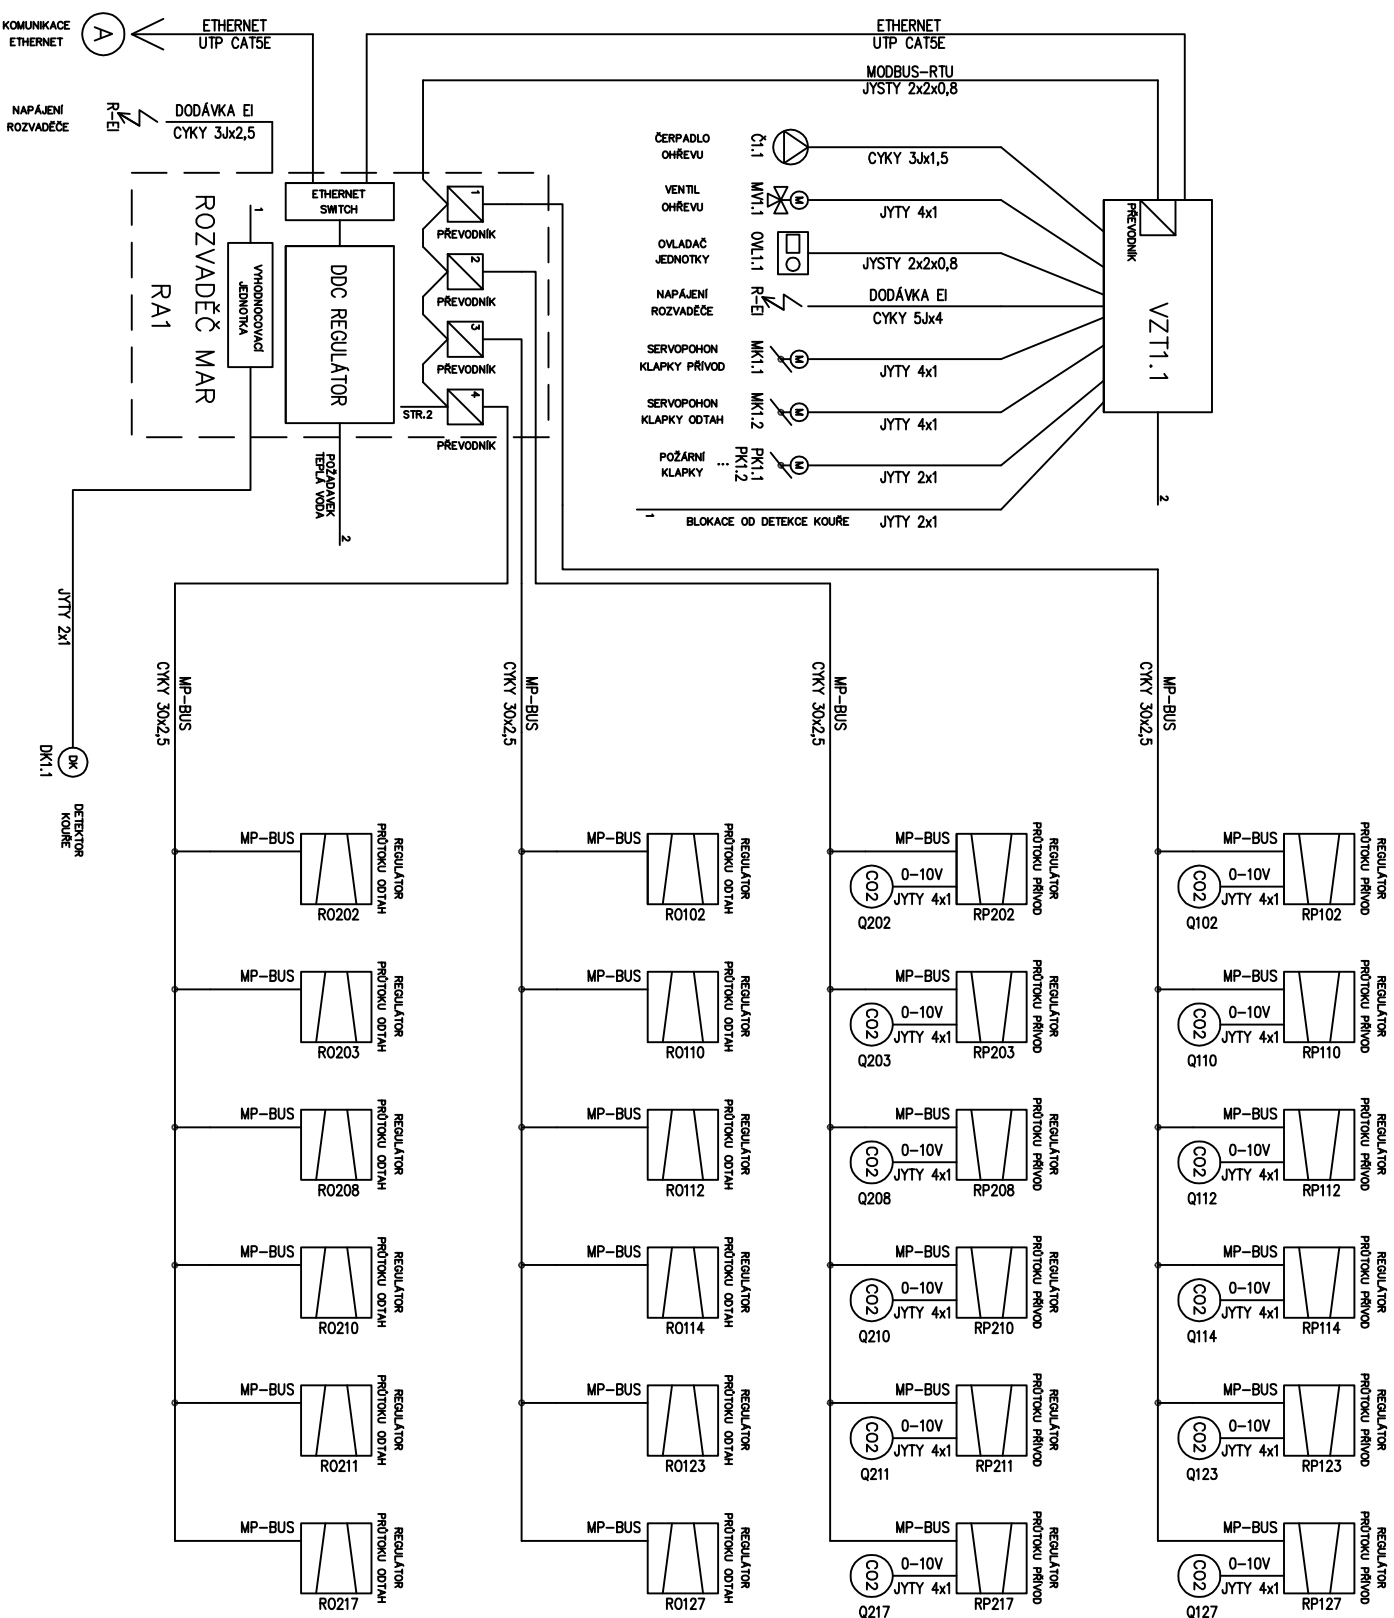 KOMUNIKACE
ETHERNET
A
ETHERNET
UTP CAT5E
ETHERNET
UTP CAT5E
MODBUS-RTU
JYSTY 2x2x0,8
NAPÁJENÍ
ROZVADĚČE
R-EI
DODÁVKA EI
CYKY 3Jx2,5
ČERPADLO
OHŘEVU
Č1.1
CYKY 3Jx1,5
VENTIL
OHŘEVU
MV1.1
M
JYTY 4x1
OVLADAČ
JEDNOTKY
OVL1.1
JYSTY 2x2x0,8
NAPÁJENÍ
ROZVADĚČE
R-EI
DODÁVKA EI
CYKY 5Jx4
SERVOPOHON
KLAPKY PŘÍVOD
MK1.1
M
JYTY 4x1
SERVOPOHON
KLAPKY ODTAH
MK1.2
M
JYTY 4x1
POŽÁRNÍ
KLAPKY
...
PK1.1
PK1.2
M
JYTY 2x1
1
BLOKACE OD DETEKCE KOUŘE
JYTY 2x1
PŘEVODNÍK
VZT1.1
2
ROZVADĚČ MAR
RA1
1
VYHODNOCOVACÍ
JEDNOTKA
ETHERNET
SWITCH
DDC REGULÁTOR
1
PŘEVODNÍK
2
PŘEVODNÍK
3
PŘEVODNÍK
4
PŘEVODNÍK
STR.2
POŽADAVEK
TEPLÁ VODA
2
JYTY 2x1
DK
DK1.1
DETEKTOR
KOUŘE
MP-BUS
CYKY 3Ox2,5
MP-BUS
CYKY 3Ox2,5
MP-BUS
CYKY 3Ox2,5
MP-BUS
CYKY 3Ox2,5
MP-BUS
REGULÁTOR
PRŮTOKU ODTAH
RO202
MP-BUS
REGULÁTOR
PRŮTOKU ODTAH
RO102
MP-BUS
REGULÁTOR
PRŮTOKU PŘÍVOD
CO2
0-10V
JYTY 4x1
Q202
RP202
MP-BUS
REGULÁTOR
PRŮTOKU PŘÍVOD
CO2
0-10V
JYTY 4x1
Q102
RP102
MP-BUS
REGULÁTOR
PRŮTOKU ODTAH
RO203
MP-BUS
REGULÁTOR
PRŮTOKU ODTAH
RO110
MP-BUS
REGULÁTOR
PRŮTOKU PŘÍVOD
CO2
0-10V
JYTY 4x1
Q203
RP203
MP-BUS
REGULÁTOR
PRŮTOKU PŘÍVOD
CO2
0-10V
JYTY 4x1
Q110
RP110
MP-BUS
REGULÁTOR
PRŮTOKU ODTAH
RO208
MP-BUS
REGULÁTOR
PRŮTOKU ODTAH
RO112
MP-BUS
REGULÁTOR
PRŮTOKU PŘÍVOD
CO2
0-10V
JYTY 4x1
Q208
RP208
MP-BUS
REGULÁTOR
PRŮTOKU PŘÍVOD
CO2
0-10V
JYTY 4x1
Q112
RP112
MP-BUS
REGULÁTOR
PRŮTOKU ODTAH
RO210
MP-BUS
REGULÁTOR
PRŮTOKU ODTAH
RO114
MP-BUS
REGULÁTOR
PRŮTOKU PŘÍVOD
CO2
0-10V
JYTY 4x1
Q210
RP210
MP-BUS
REGULÁTOR
PRŮTOKU PŘÍVOD
CO2
0-10V
JYTY 4x1
Q114
RP114
MP-BUS
REGULÁTOR
PRŮTOKU ODTAH
RO211
MP-BUS
REGULÁTOR
PRŮTOKU ODTAH
RO123
MP-BUS
REGULÁTOR
PRŮTOKU PŘÍVOD
CO2
0-10V
JYTY 4x1
Q211
RP211
MP-BUS
REGULÁTOR
PRŮTOKU PŘÍVOD
CO2
0-10V
JYTY 4x1
Q123
RP123
MP-BUS
REGULÁTOR
PRŮTOKU ODTAH
RO217
MP-BUS
REGULÁTOR
PRŮTOKU ODTAH
RO127
MP-BUS
REGULÁTOR
PRŮTOKU PŘÍVOD
CO2
0-10V
JYTY 4x1
Q217
RP217
MP-BUS
REGULÁTOR
PRŮTOKU PŘÍVOD
CO2
0-10V
JYTY 4x1
Q127
RP127